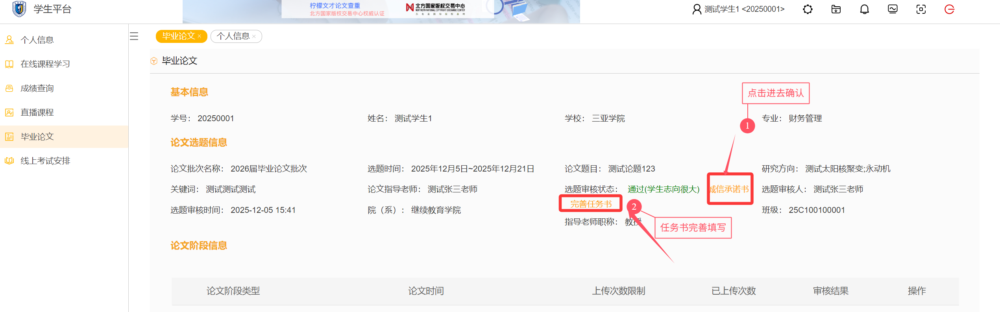 学生平台
柠檬文才论文查重
北方国家版权交易中心权威认证
北方国家版权交易中心
NORTHERN NATIONAL COPYRIGHT EXCHANGE CENTER
东北亚国际版权基地
测试学生1 <20250001>
个人信息
在线课程学习
成绩查询
直播课程
毕业论文
线上考试安排
毕业论文 ×
个人信息 ×
毕业论文
基本信息
点击进去确认
学号： 20250001
姓名： 测试学生1
学校： 三亚学院
1
专业： 财务管理
论文选题信息
论文批次名称： 2026届毕业论文批次
选题时间： 2025年12月5日~2025年12月21日
论文题目： 测试论题123
研究方向： 测试太阳核聚变;永动机
关键词： 测试测试测试
论文指导老师： 测试张三老师
选题审核状态： 通过(学生志向很大) 诚信承诺书
选题审核人： 测试张三老师
完善任务书
2
选题审核时间： 2025-12-05 15:41
院（系）： 继续教育学院
班级： 25C100100001
指导老师职称： 教授
任务书完善填写
论文阶段信息
论文阶段类型
论文时间
上传次数限制
已上传次数
审核结果
操作